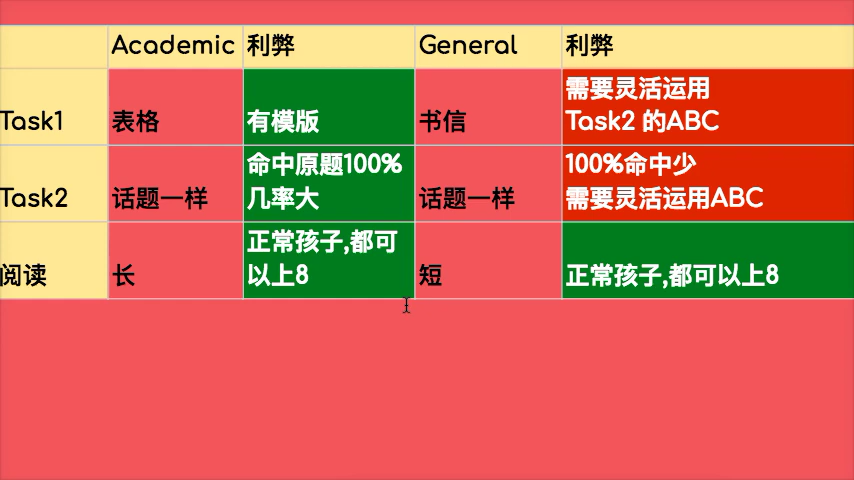 Academic 利弊 General 利弊
Task1 表格 有模版 书信 需要灵活运用
Task2 的ABC
Task2 话题一样 命中原题100%
几率大 话题一样 100%命中少
需要灵活运用ABC
阅读 长 正常孩子,都可
以上8 短 正常孩子,都可以上8